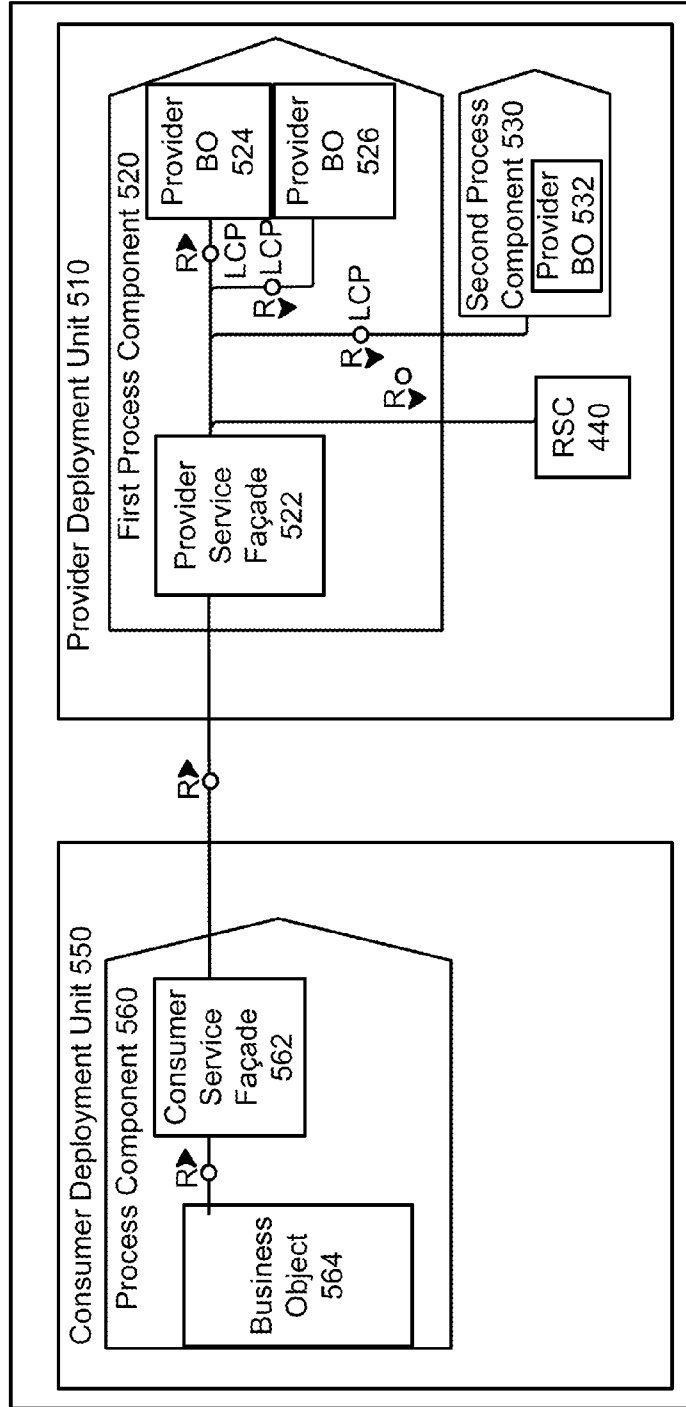 Consumer Deployment Unit 550
Process Component 560
Business
Object
564
R
Consumer
Service
Façade
562
R
Provider Deployment Unit 510
First Process Component 520
Provider
Service
Façade
522
R
LCP
Provider
BO
524
R
LCP
Provider
BO
526
R
LCP
R
Second Process
Component 530
Provider
BO 532
RSC
440